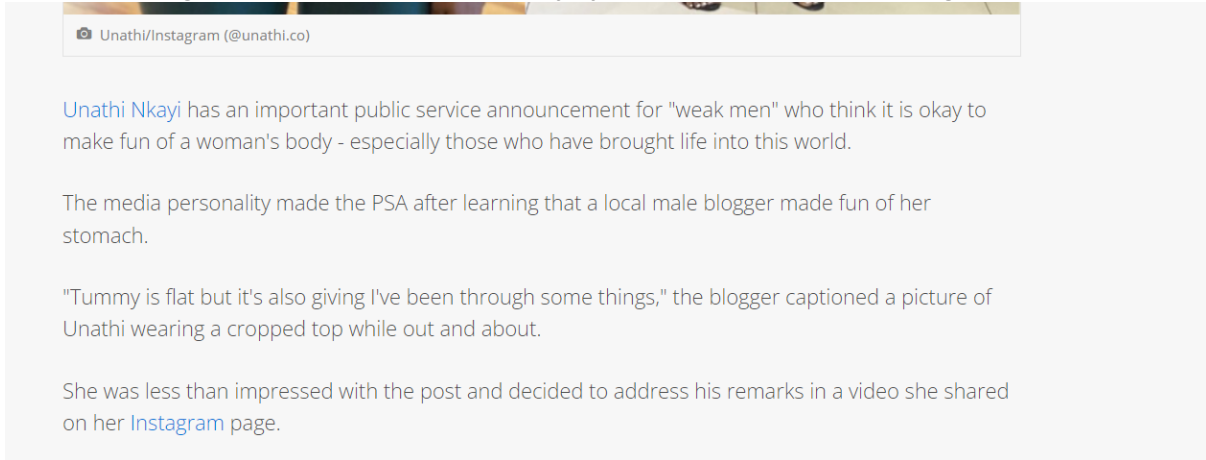 Unathi/Instagram (@unathi.co)
Unathi Nkayi has an important public service announcement for "weak men" who think it is okay to
make fun of a woman's body - especially those who have brought life into this world.
The media personality made the PSA after learning that a local male blogger made fun of her
stomach.
"Tummy is flat but it's also giving I've been through some things," the blogger captioned a picture of
Unathi wearing a cropped top while out and about.
She was less than impressed with the post and decided to address his remarks in a video she shared
on her Instagram page.